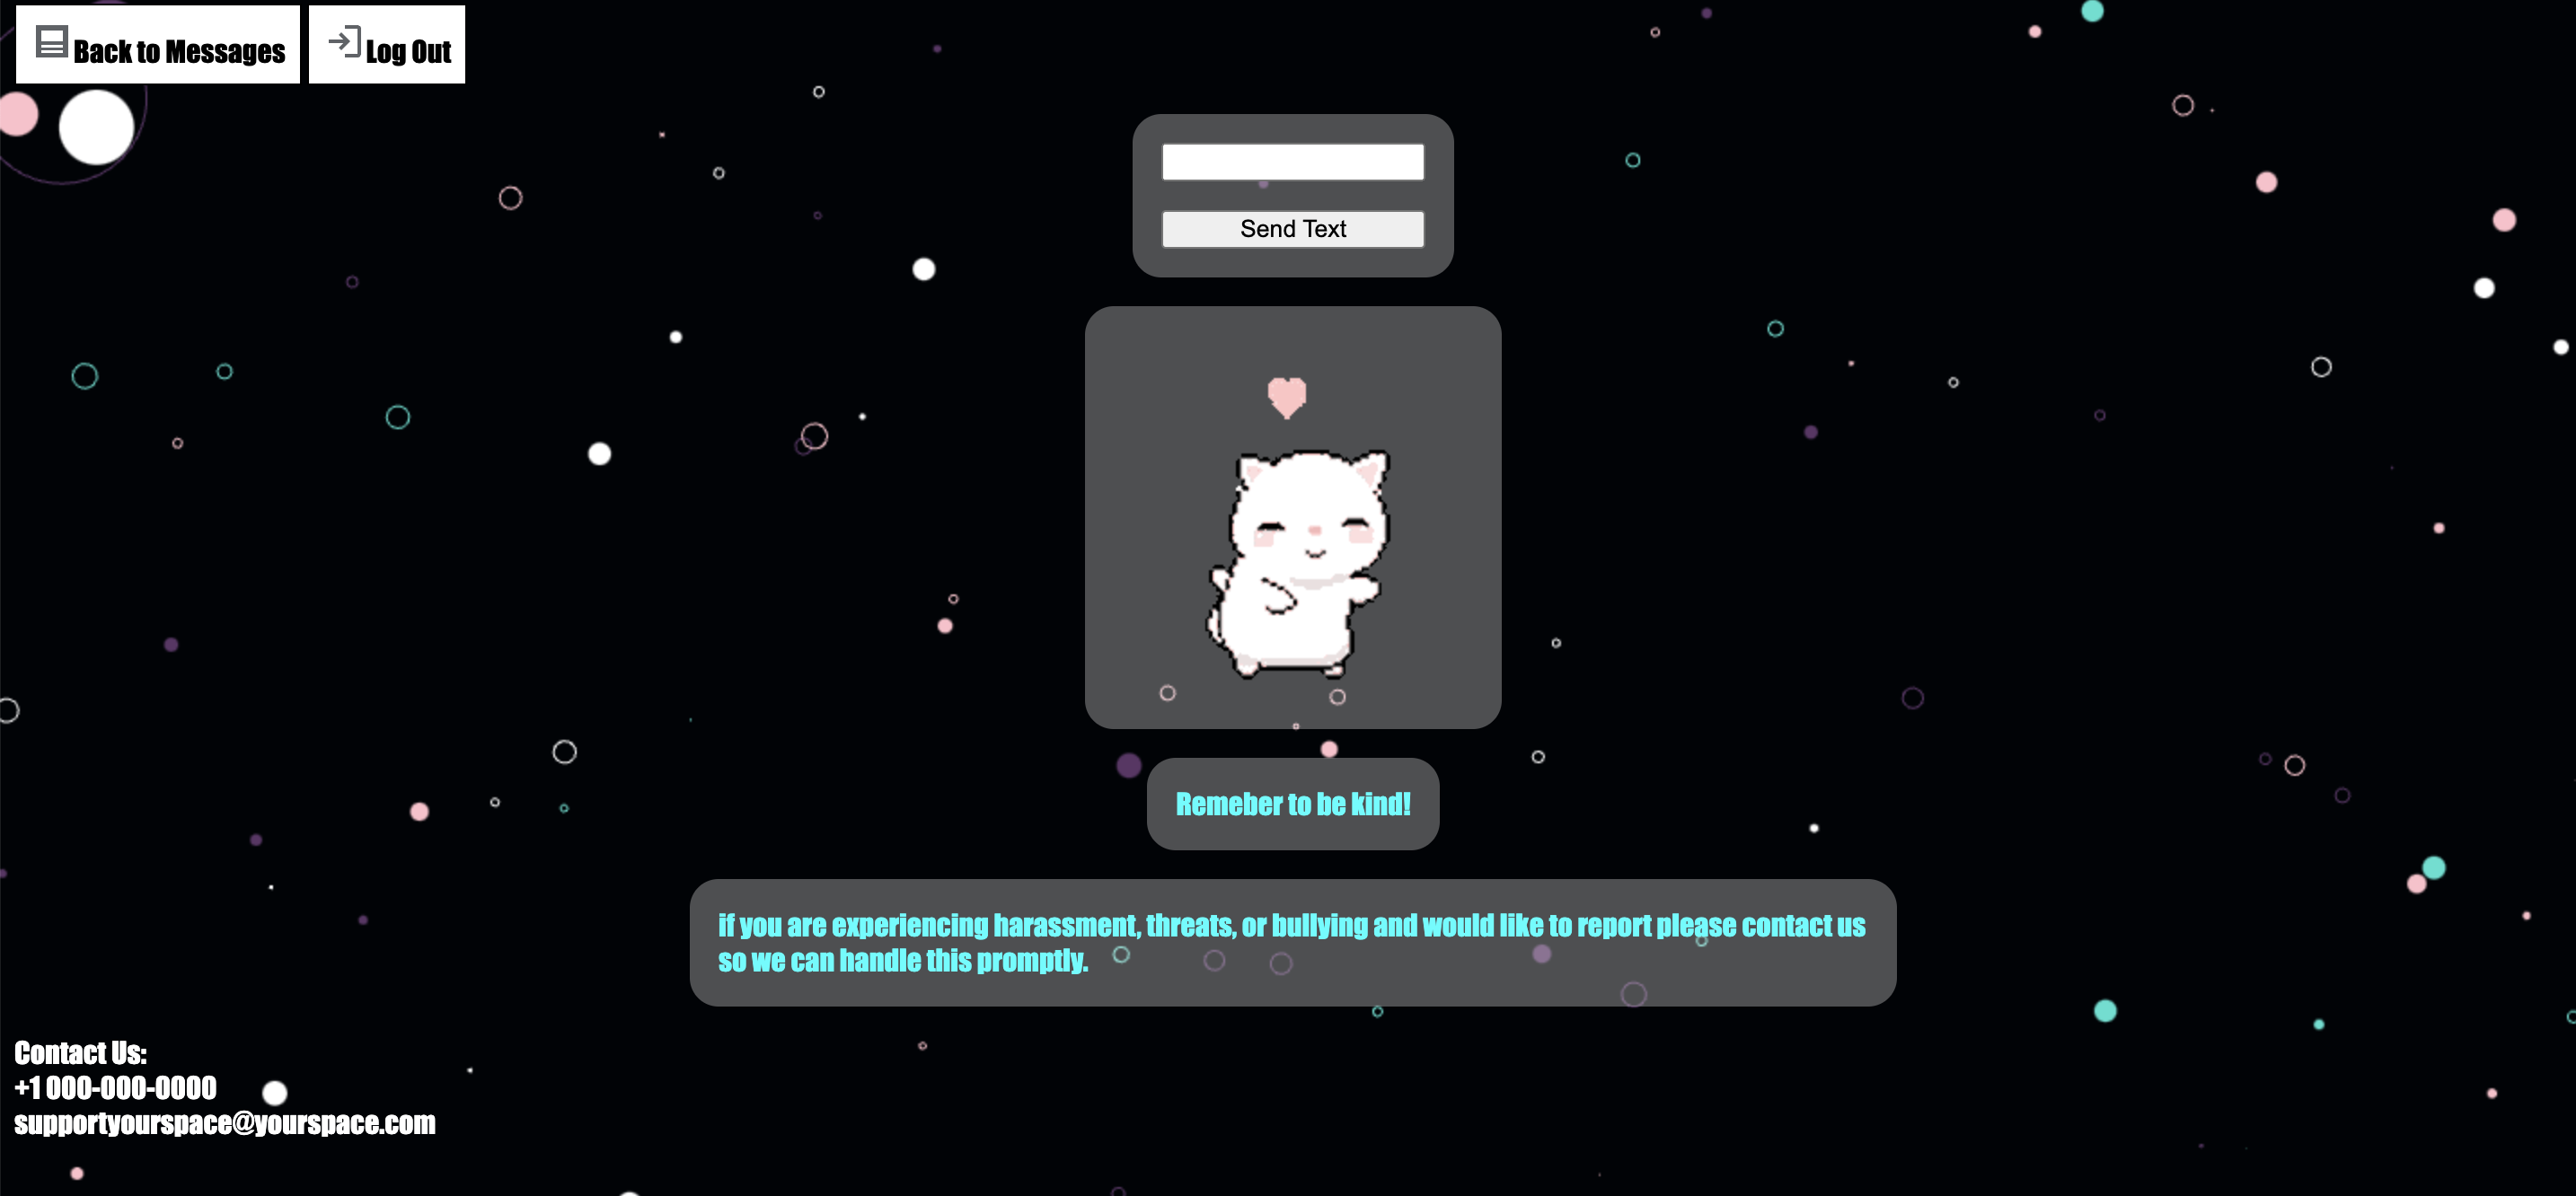 Back to Messages
Log Out
Send Text
Remeber to be kind!
if you are experiencing harassment, threats, or bullying and would like to report please contact us
so we can handle this promptly.
Contact Us:
+1 000-000-0000
supportyourspace@yourspace.com